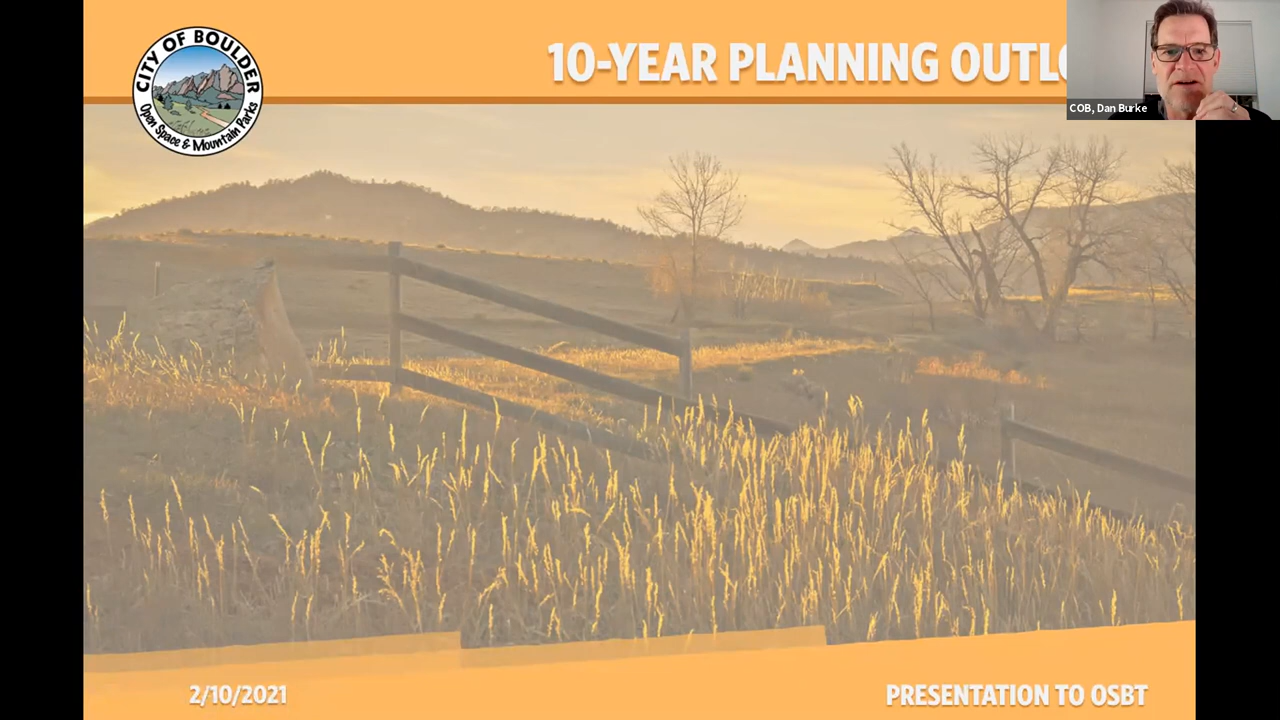 CITY OF BOULDER
Open Space & Mountain Parks
10-YEAR PLANNING
COB, Dan Burke
2/10/2021
PRESENTATION TO OSBT